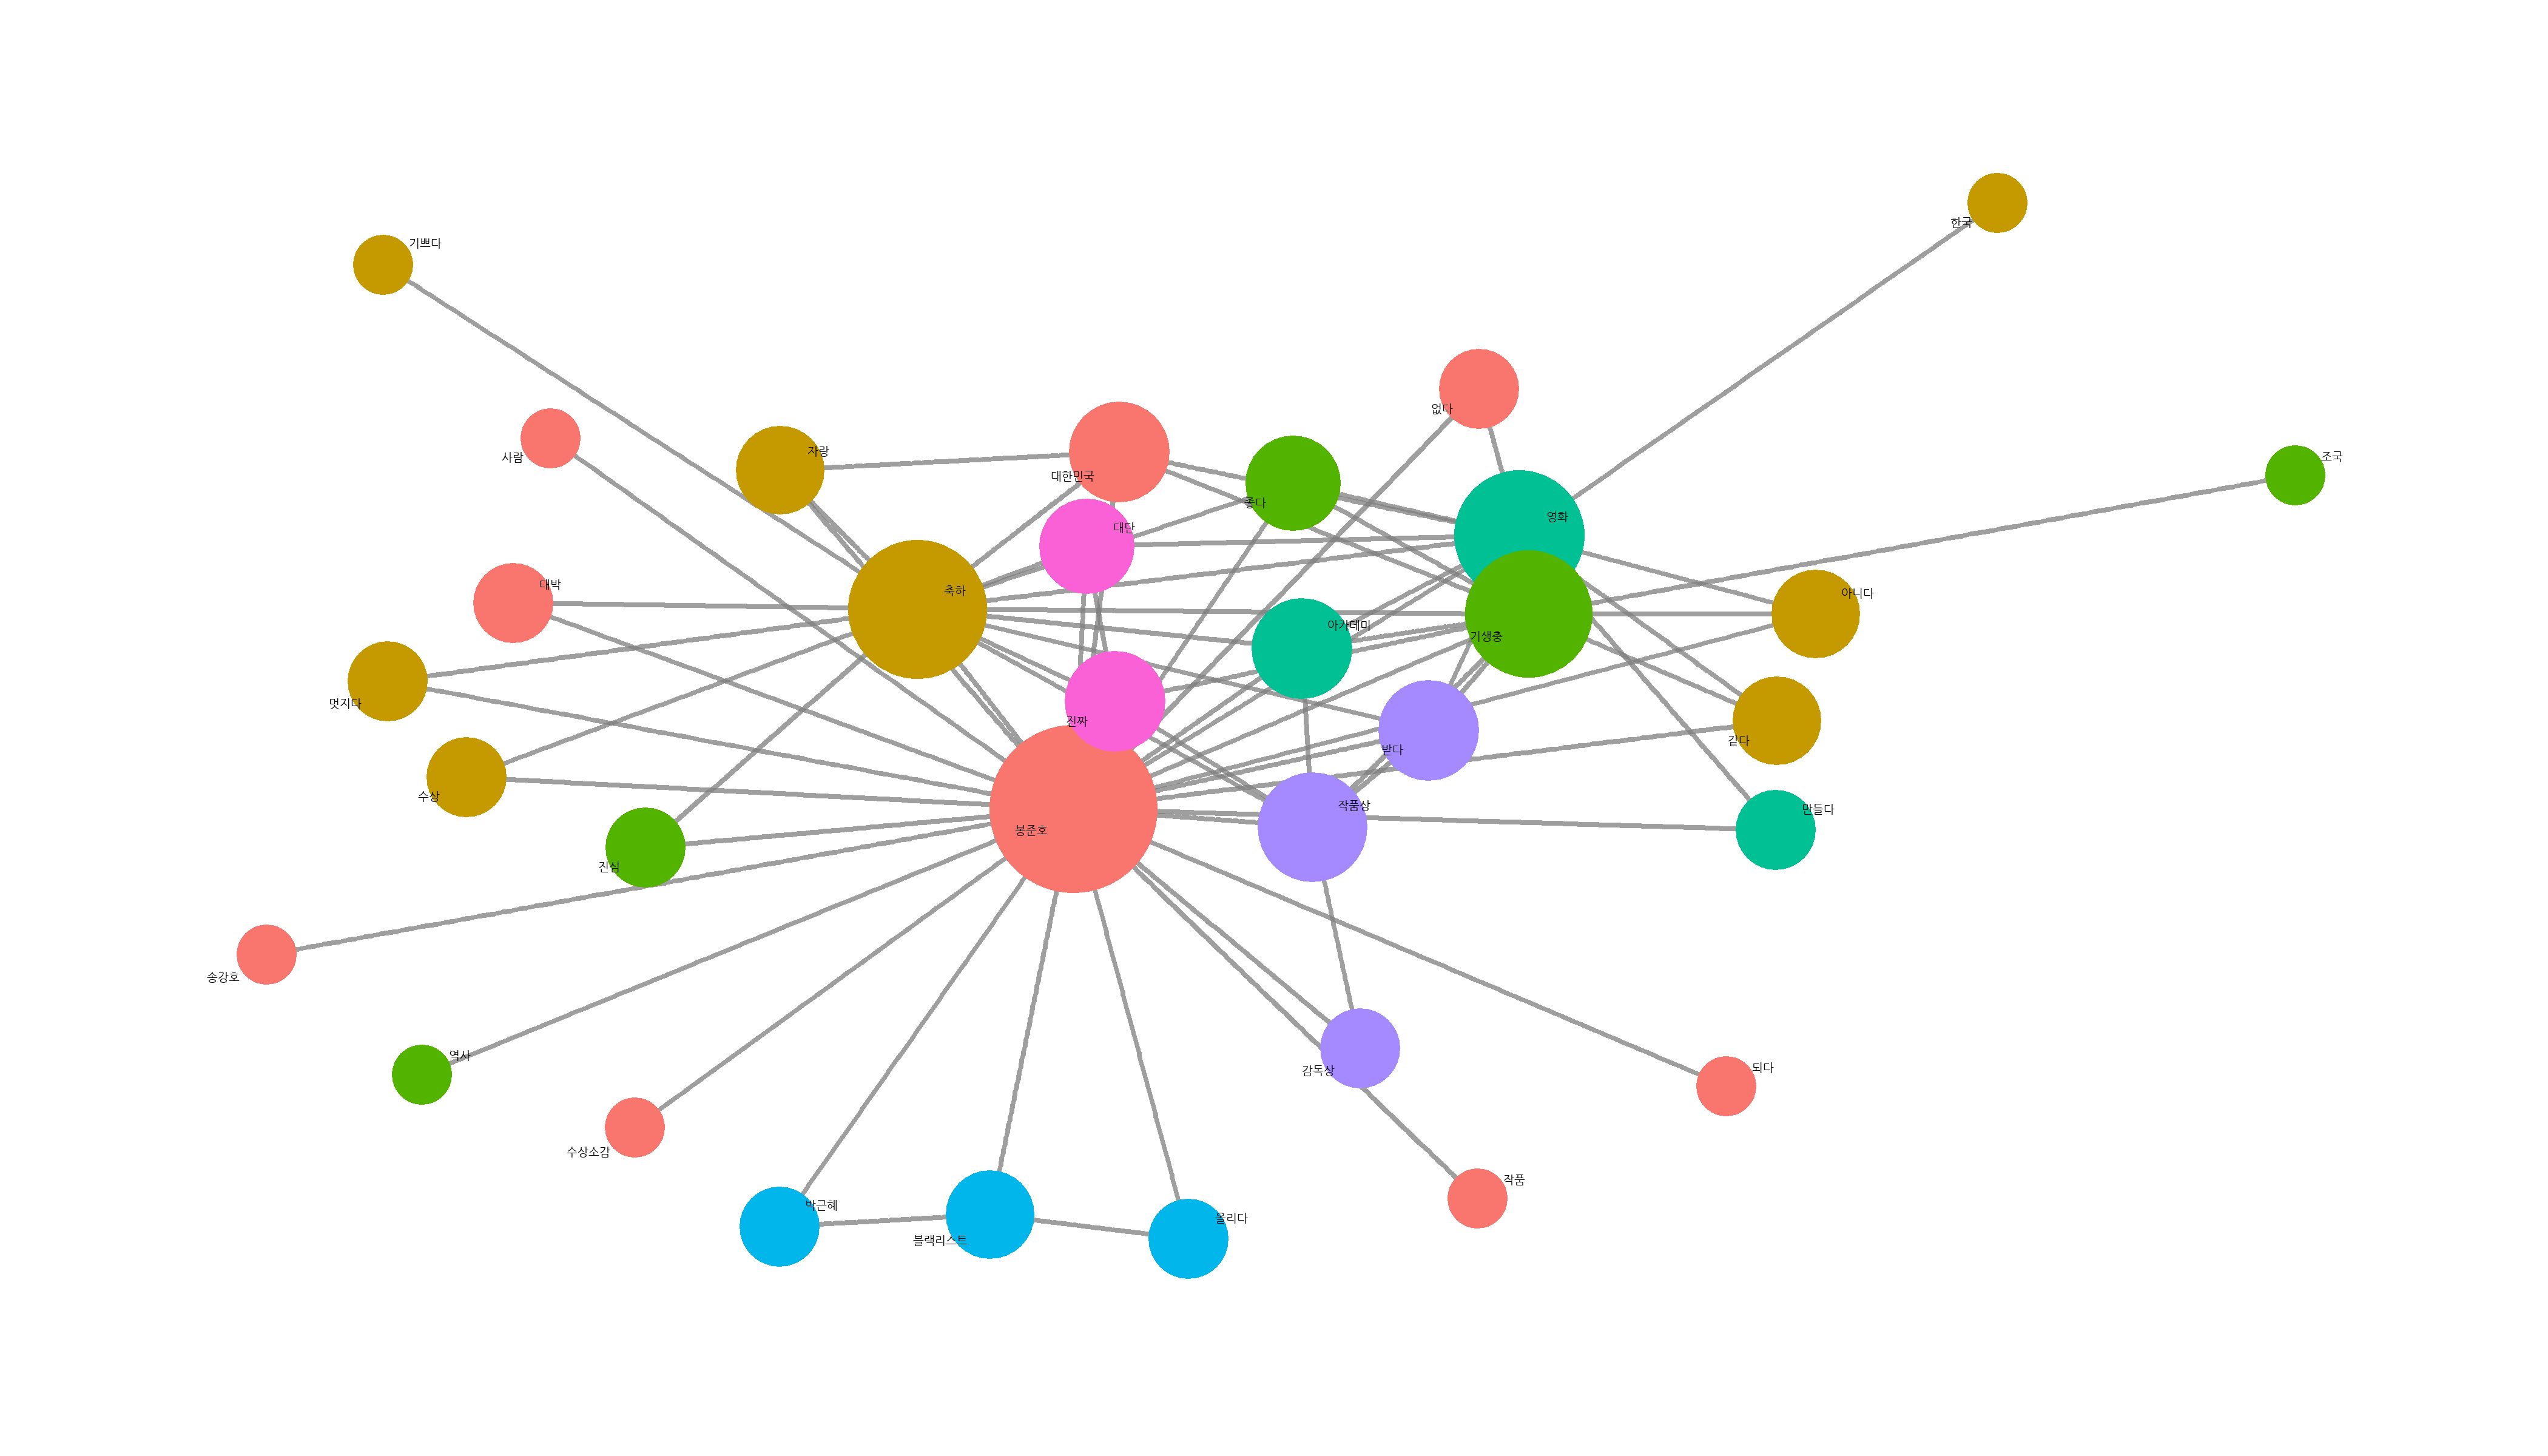 한국
기쁘다
없다
자랑
조국
사람
대한민국
좋다
영화
대단
대박
축하
아니다
아카데미
기생충
멋지다
진짜
같다
받다
수상
작품상
만들다
봉준호
진심
송강호
역사
되다
감독상
수상소감
작품
박근혜
올리다
블랙리스트